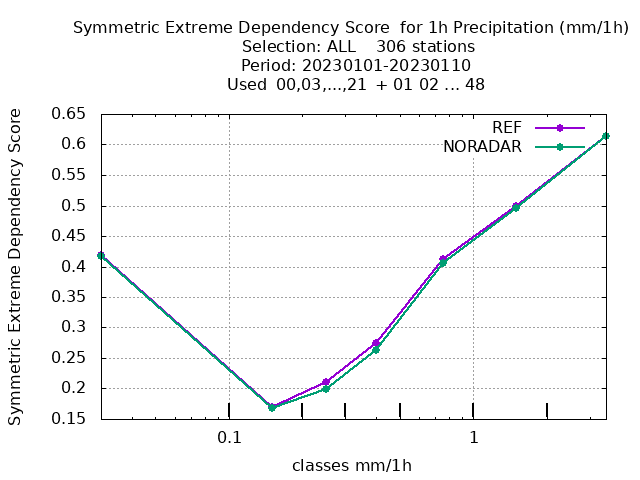 Symmetric Extreme Dependency Score  for 1h Precipitation (mm/1h)
Selection: ALL    306 stations
Period: 20230101-20230110
Used  00,03,...,21  + 01 02 ... 48
Symmetric Extreme Dependency Score
0.65
0.6
0.55
0.5
0.45
0.4
0.35
0.3
0.25
0.2
0.15
REF
NORADAR
0.1
1
classes mm/1h